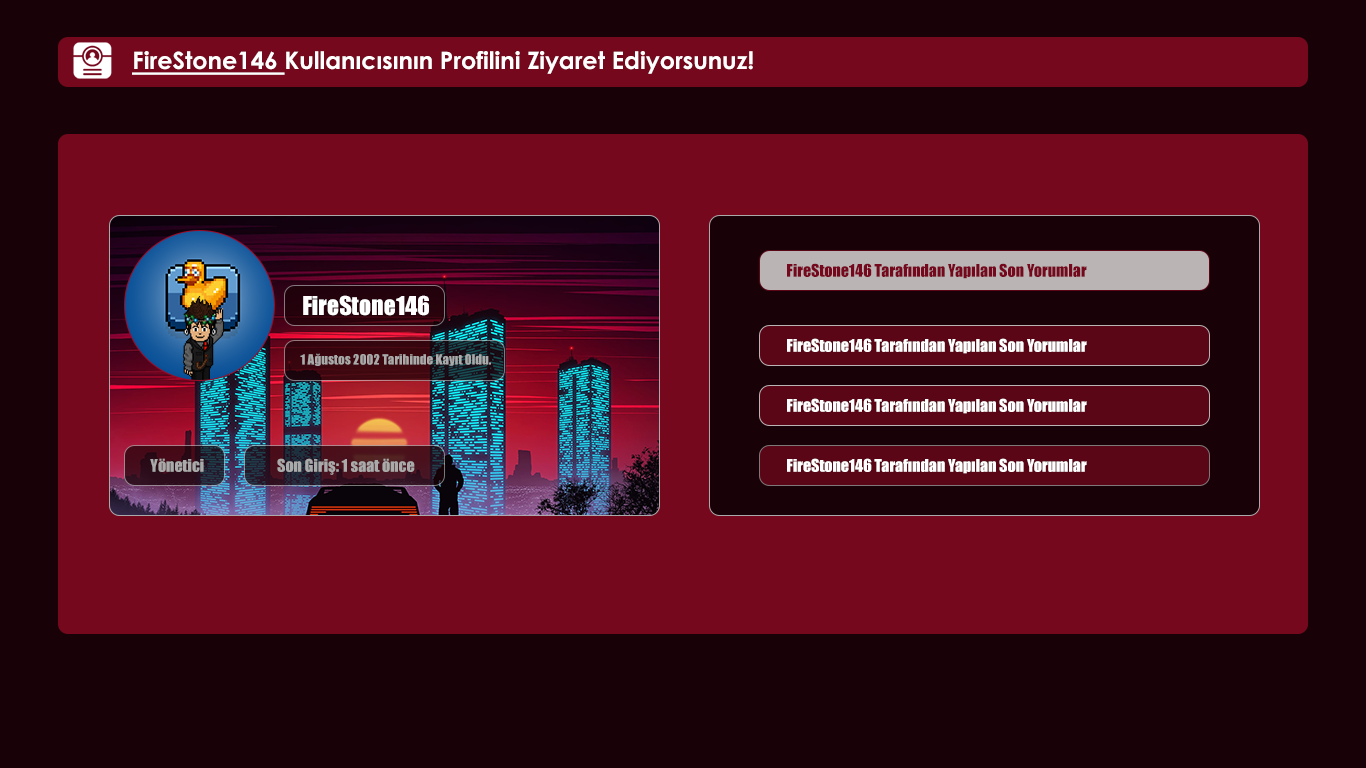 FireStone146 Kullanıcısının Profilini Ziyaret Ediyorsunuz!
FireStone146
1 Ağustos 2002 Tarihinde Kayıt Oldu.
Yönetici
Son Giriş: 1 saat önce
FireStone146 Tarafından Yapılan Son Yorumlar
FireStone146 Tarafından Yapılan Son Yorumlar
FireStone146 Tarafından Yapılan Son Yorumlar
FireStone146 Tarafından Yapılan Son Yorumlar